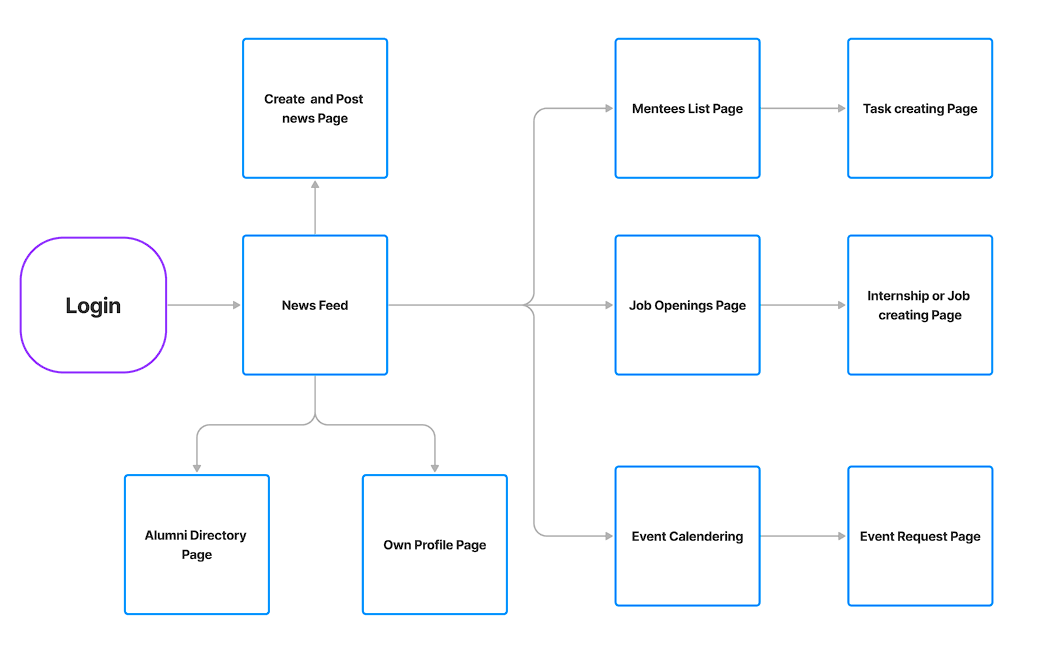 Create  and Post
news Page
Mentees List Page
Task creating Page
Login
News Feed
Job Openings Page
Internship or Job
creating Page
Alumni Directory
Page
Own Profile Page
Event Calendering
Event Request Page